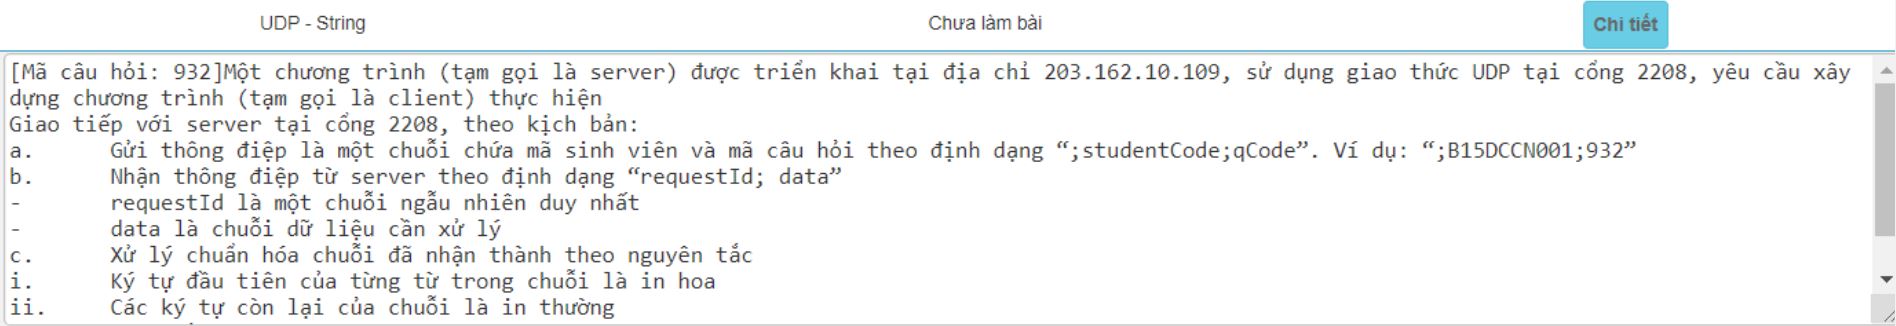 UDP - String Chưa làm bài Chi tiết
[Mã câu hỏi: 932]Một chương trình (tạm gọi là server) được triển khai tại địa chỉ 203.162.10.109, sử dụng giao thức UDP tại cổng 2208, yêu cầu xây
dựng chương trình (tạm gọi là client) thực hiện
Giao tiếp với server tại cổng 2208, theo kịch bản:
a. Gửi thông điệp là một chuỗi chứa mã sinh viên và mã câu hỏi theo định dạng “;studentCode;qCode”. Ví dụ: “;B15DCCN001;932”
b. Nhận thông điệp từ server theo định dạng “requestId; data”
- requestId là một chuỗi ngẫu nhiên duy nhất
- data là chuỗi dữ liệu cần xử lý
c. Xử lý chuẩn hóa chuỗi đã nhận thành theo nguyên tắc
i. Ký tự đầu tiên của từng từ trong chuỗi là in hoa
ii. Các ký tự còn lại của chuỗi là in thường